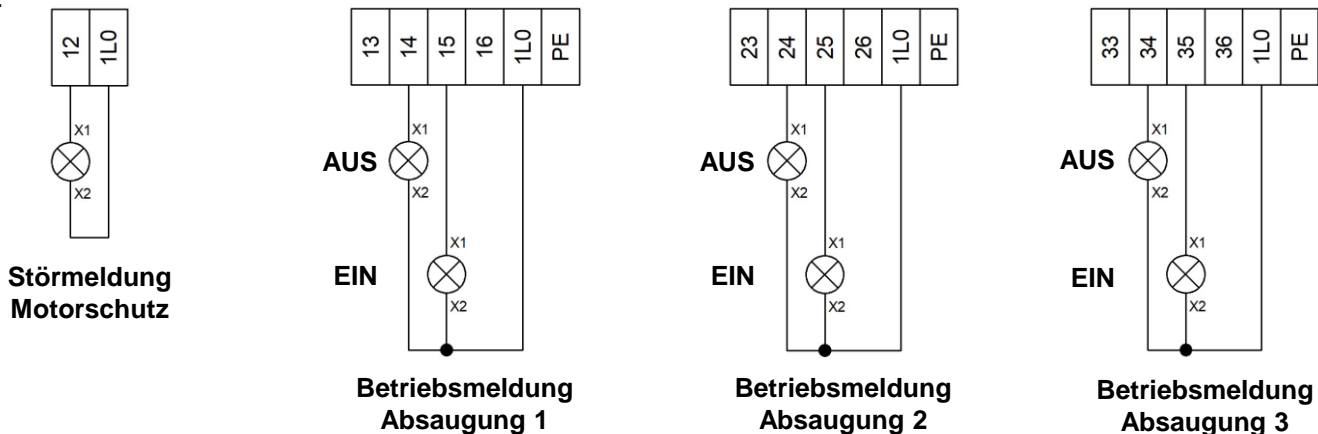 12 1L0
X1
X2
Störmeldung
Motorschutz
13 14 15 16 1L0 PE
X1
AUS
X2
X1
EIN
X2
Betriebsmeldung
Absaugung 1
23 24 25 26 1L0 PE
X1
AUS
X2
X1
EIN
X2
Betriebsmeldung
Absaugung 2
33 34 35 36 1L0 PE
X1
AUS
X2
X1
EIN
X2
Betriebsmeldung
Absaugung 3